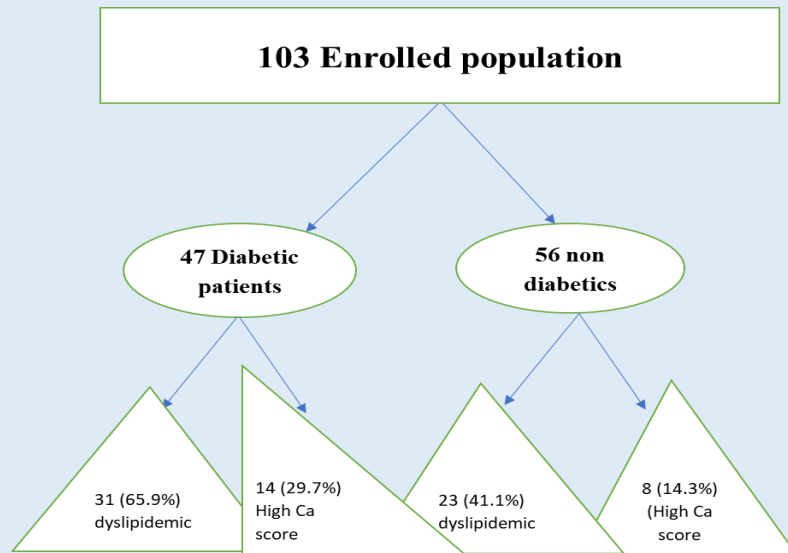 103 Enrolled population
47 Diabetic
patients
56 non
diabetics
31 (65.9%)
dyslipidemic
14 (29.7%)
High Ca
score
23 (41.1%)
dyslipidemic
8 (14.3%)
(High Ca
score